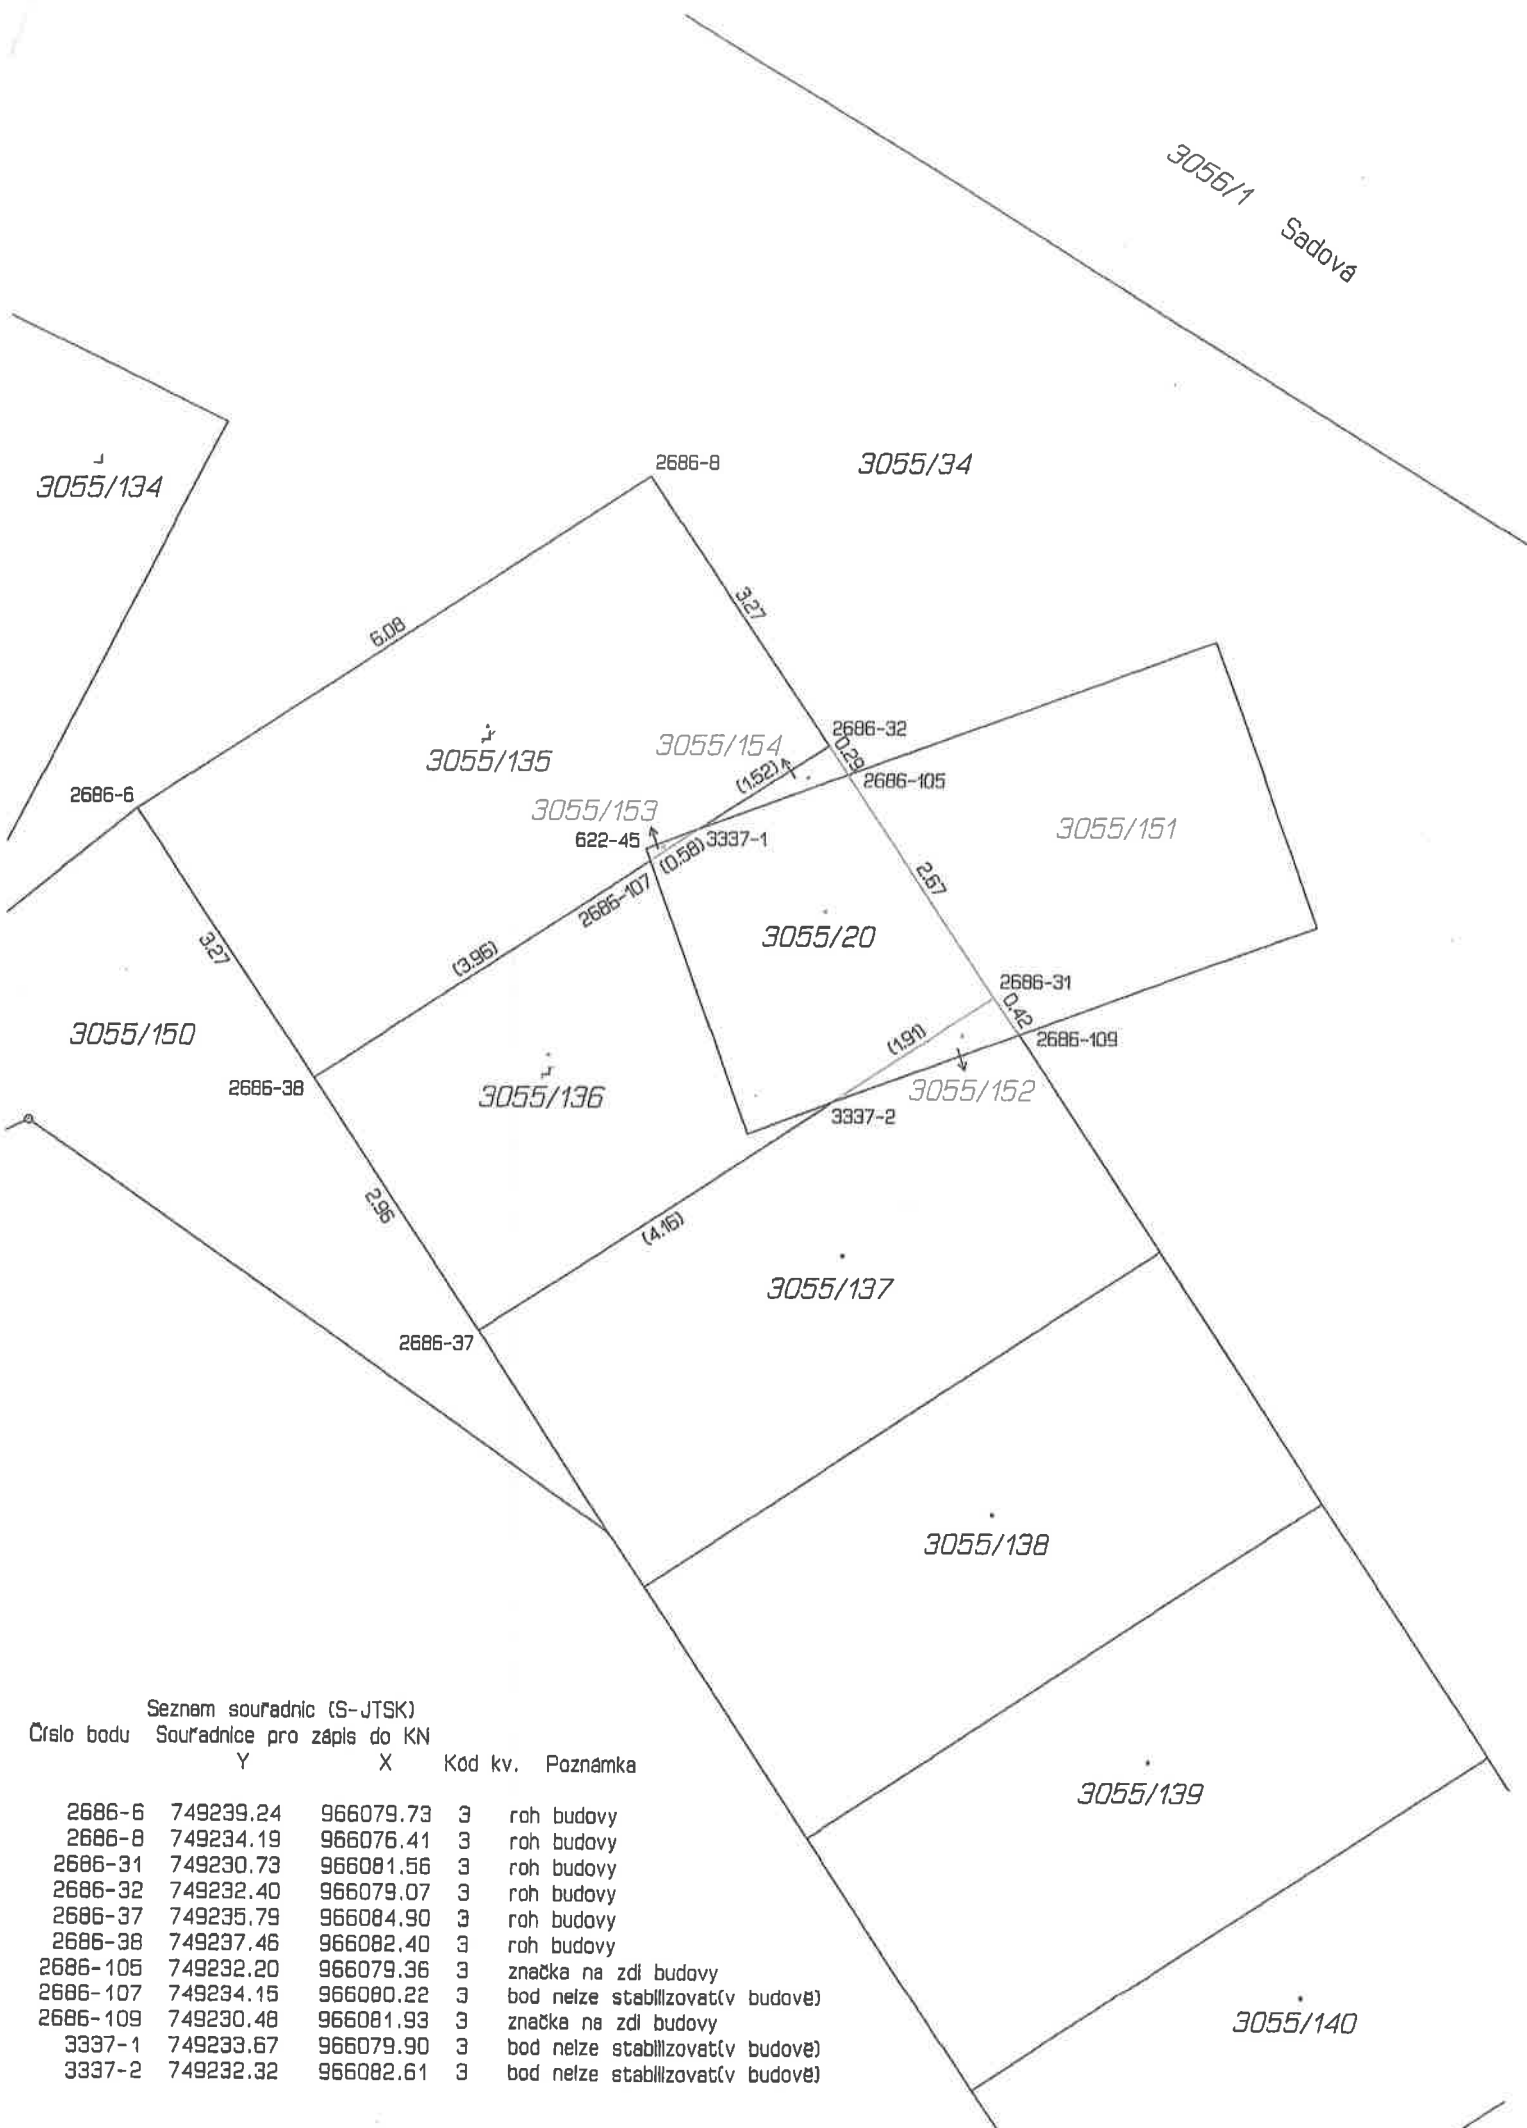 3056/1 Sadová
3055/134
2686-8
3055/34
3.27
6.08
2686-32
3055/154
3055/135
0.29
(1.52)
2686-105
2686-6
3055/153
622-45
3337-1
3055/151
(0.58)
2686-107
2.67
3055/20
3.27
(3.96)
2686-31
0.42
3055/150
(1.91)
2686-109
2686-38
3055/136
3055/152
3337-2
2.96
(4.16)
3055/137
2686-37
3055/138
3055/139
3055/140
Seznam souřadnic (S-JTSK)
Číslo bodu Souřadnice pro zápis do KN
Y X Kód kv. Poznámka
2686-6 749239.24 966079.73 3 roh budovy
2686-8 749234.19 966076.41 3 roh budovy
2686-31 749230.73 966081.56 3 roh budovy
2686-32 749232.40 966079.07 3 roh budovy
2686-37 749235.79 966084.90 3 roh budovy
2686-38 749237.46 966082.40 3 roh budovy
2686-105 749232.20 966079.36 3 značka na zdi budovy
2686-107 749234.15 966080.22 3 bod nelze stabilizovat(v budově)
2686-109 749230.48 966081.93 3 značka na zdi budovy
3337-1 749233.67 966079.90 3 bod nelze stabilizovat(v budově)
3337-2 749232.32 966082.61 3 bod nelze stabilizovat(v budově)